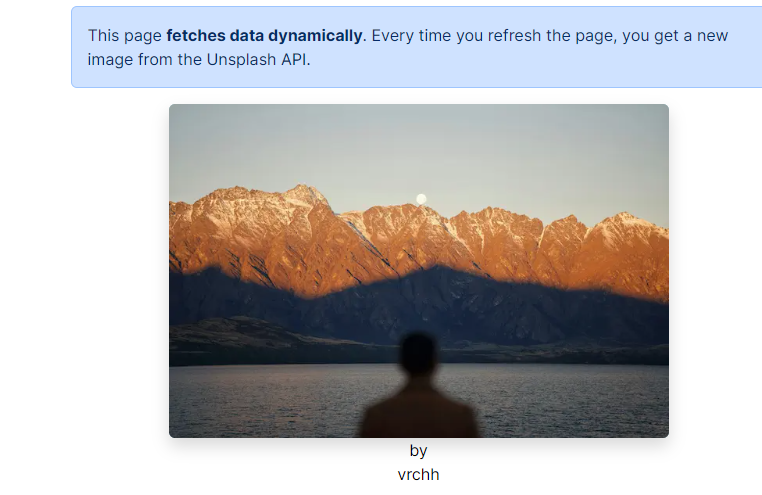 This page fetches data dynamically. Every time you refresh the page, you get a new
image from the Unsplash API.
by
vrchh